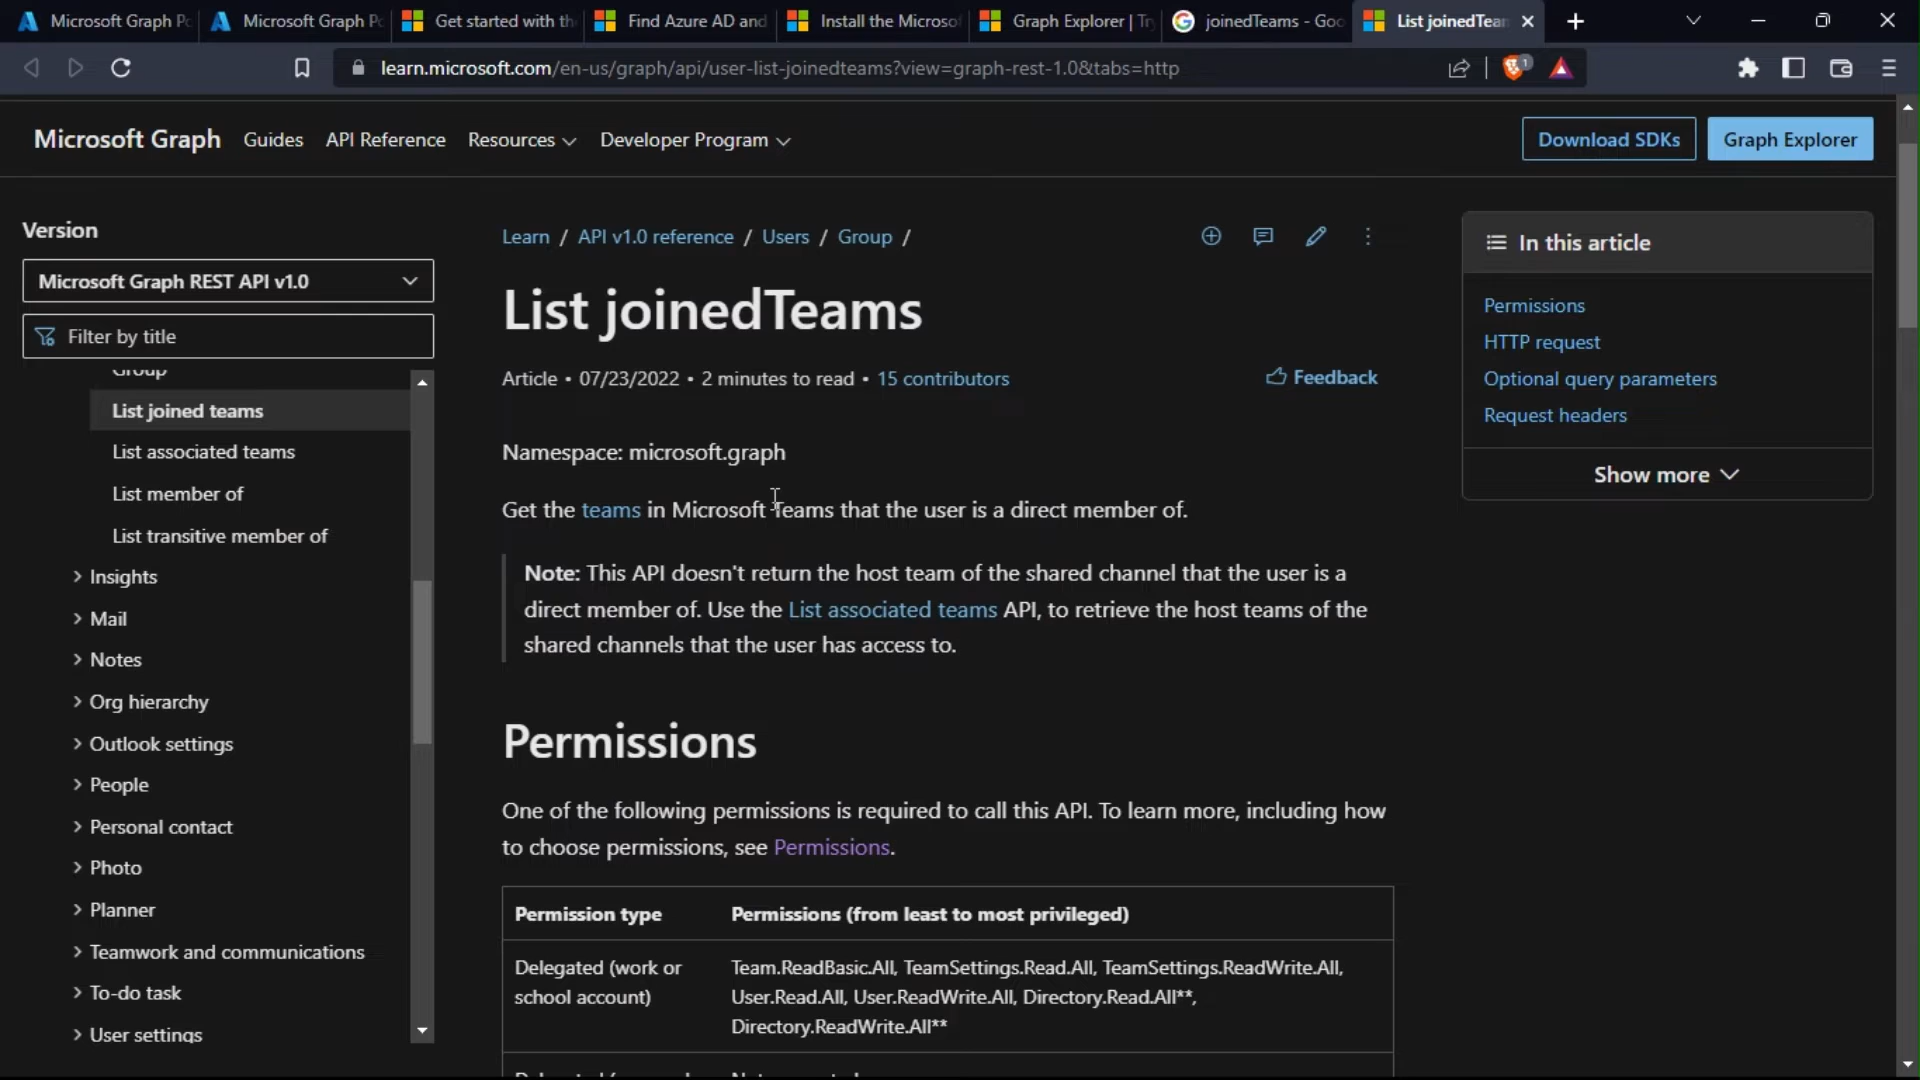 Microsoft Graph Po
Microsoft Graph Po
Get started with th
Find Azure AD and
Install the Microsof
Graph Explorer | Try
joinedTeams - Goo
List joinedTeam
learn.microsoft.com/en-us/graph/api/user-list-joinedteams?view=graph-rest-1.0&tabs=http
1
Microsoft Graph
Guides
API Reference
Resources
Developer Program
Download SDKs
Graph Explorer
Version
Microsoft Graph REST API v1.0
Filter by title
Group
List joined teams
List associated teams
List member of
List transitive member of
Insights
Mail
Notes
Org hierarchy
Outlook settings
People
Personal contact
Photo
Planner
Teamwork and communications
To-do task
User settings
Learn / API v1.0 reference / Users / Group /
List joinedTeams
Article • 07/23/2022 • 2 minutes to read • 15 contributors
Feedback
Namespace: microsoft.graph
Get the teams in Microsoft Teams that the user is a direct member of.
Note: This API doesn't return the host team of the shared channel that the user is a
direct member of. Use the List associated teams API, to retrieve the host teams of the
shared channels that the user has access to.
Permissions
One of the following permissions is required to call this API. To learn more, including how
to choose permissions, see Permissions.
Permission type
Permissions (from least to most privileged)
Delegated (work or
school account)
Team.ReadBasic.All, TeamSettings.Read.All, TeamSettings.ReadWrite.All,
User.Read.All, User.ReadWrite.All, Directory.Read.All**,
Directory.ReadWrite.All**
In this article
Permissions
HTTP request
Optional query parameters
Request headers
Show more